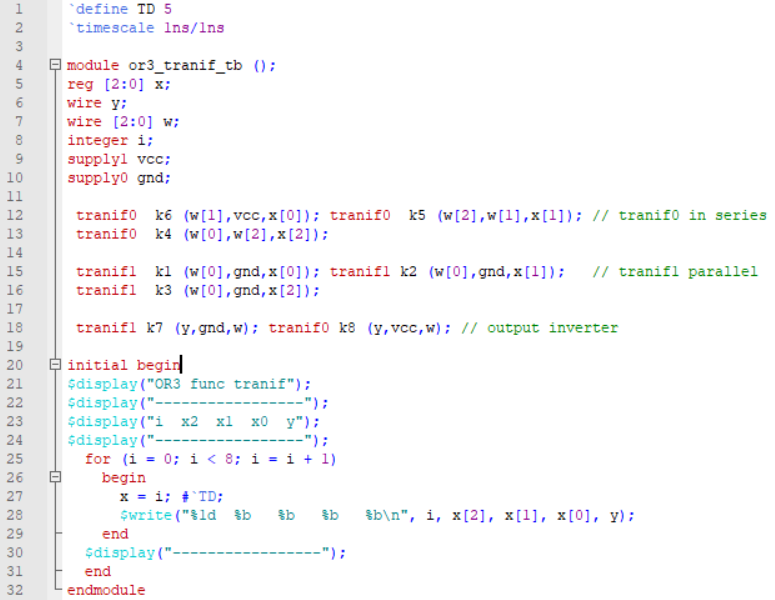 1 `define TD 5
2 `timescale 1ns/1ns
3
4 module or3_tranif_tb ();
5 reg [2:0] x;
6 wire y;
7 wire [2:0] w;
8 integer i;
9 supply1 vcc;
10 supply0 gnd;
11
12 tranif0 k6 (w[1],vcc,x[0]); tranif0 k5 (w[2],w[1],x[1]); // tranif0 in series
13 tranif0 k4 (w[0],w[2],x[2]);
14
15 tranif1 k1 (w[0],gnd,x[0]); tranif1 k2 (w[0],gnd,x[1]); // tranif1 parallel
16 tranif1 k3 (w[0],gnd,x[2]);
17
18 tranif1 k7 (y,gnd,w); tranif0 k8 (y,vcc,w); // output inverter
19
20 initial begin
21 $display("OR3 func tranif");
22 $display("-----------------");
23 $display("i  x2  x1  x0  y");
24 $display("-----------------");
25 for (i = 0; i < 8; i = i + 1)
26 begin
27 x = i; #`TD;
28 $write("%1d  %b   %b   %b   %b\n", i, x[2], x[1], x[0], y);
29 end
30 $display("-----------------");
31 end
32 endmodule